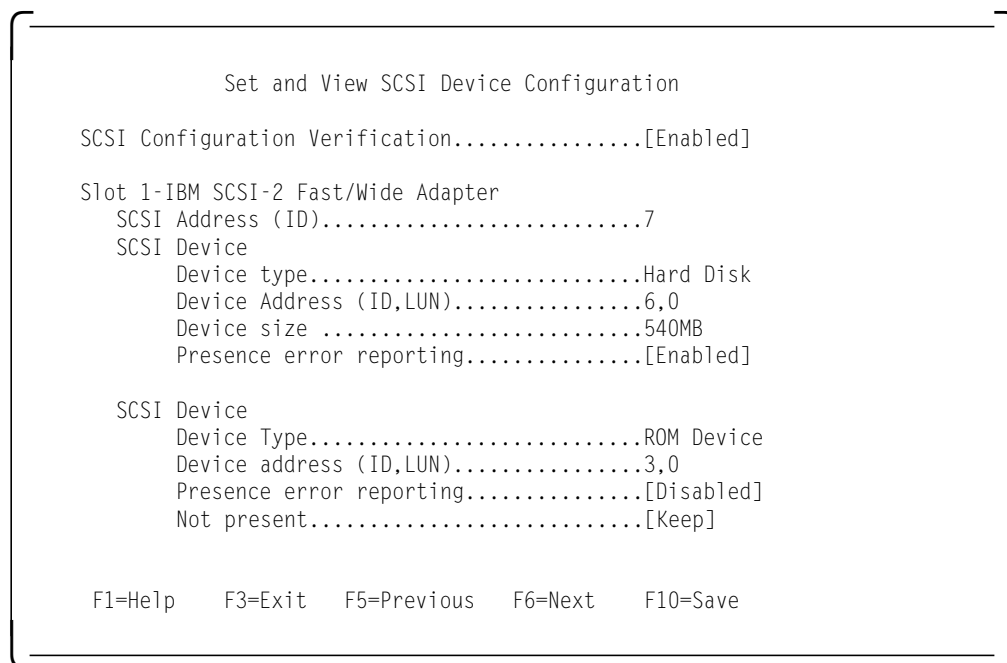 Set and View SCSI Device Configuration
SCSI Configuration Verification................[Enabled]
Slot 1-IBM SCSI-2 Fast/Wide Adapter
SCSI Address (ID)...........................7
SCSI Device
Device type............................Hard Disk
Device Address (ID,LUN)................6,0
Device size ...........................540MB
Presence error reporting...............[Enabled]
SCSI Device
Device Type............................ROM Device
Device address (ID,LUN)................3,0
Presence error reporting...............[Disabled]
Not present............................[Keep]
F1=Help F3=Exit F5=Previous F6=Next F10=Save